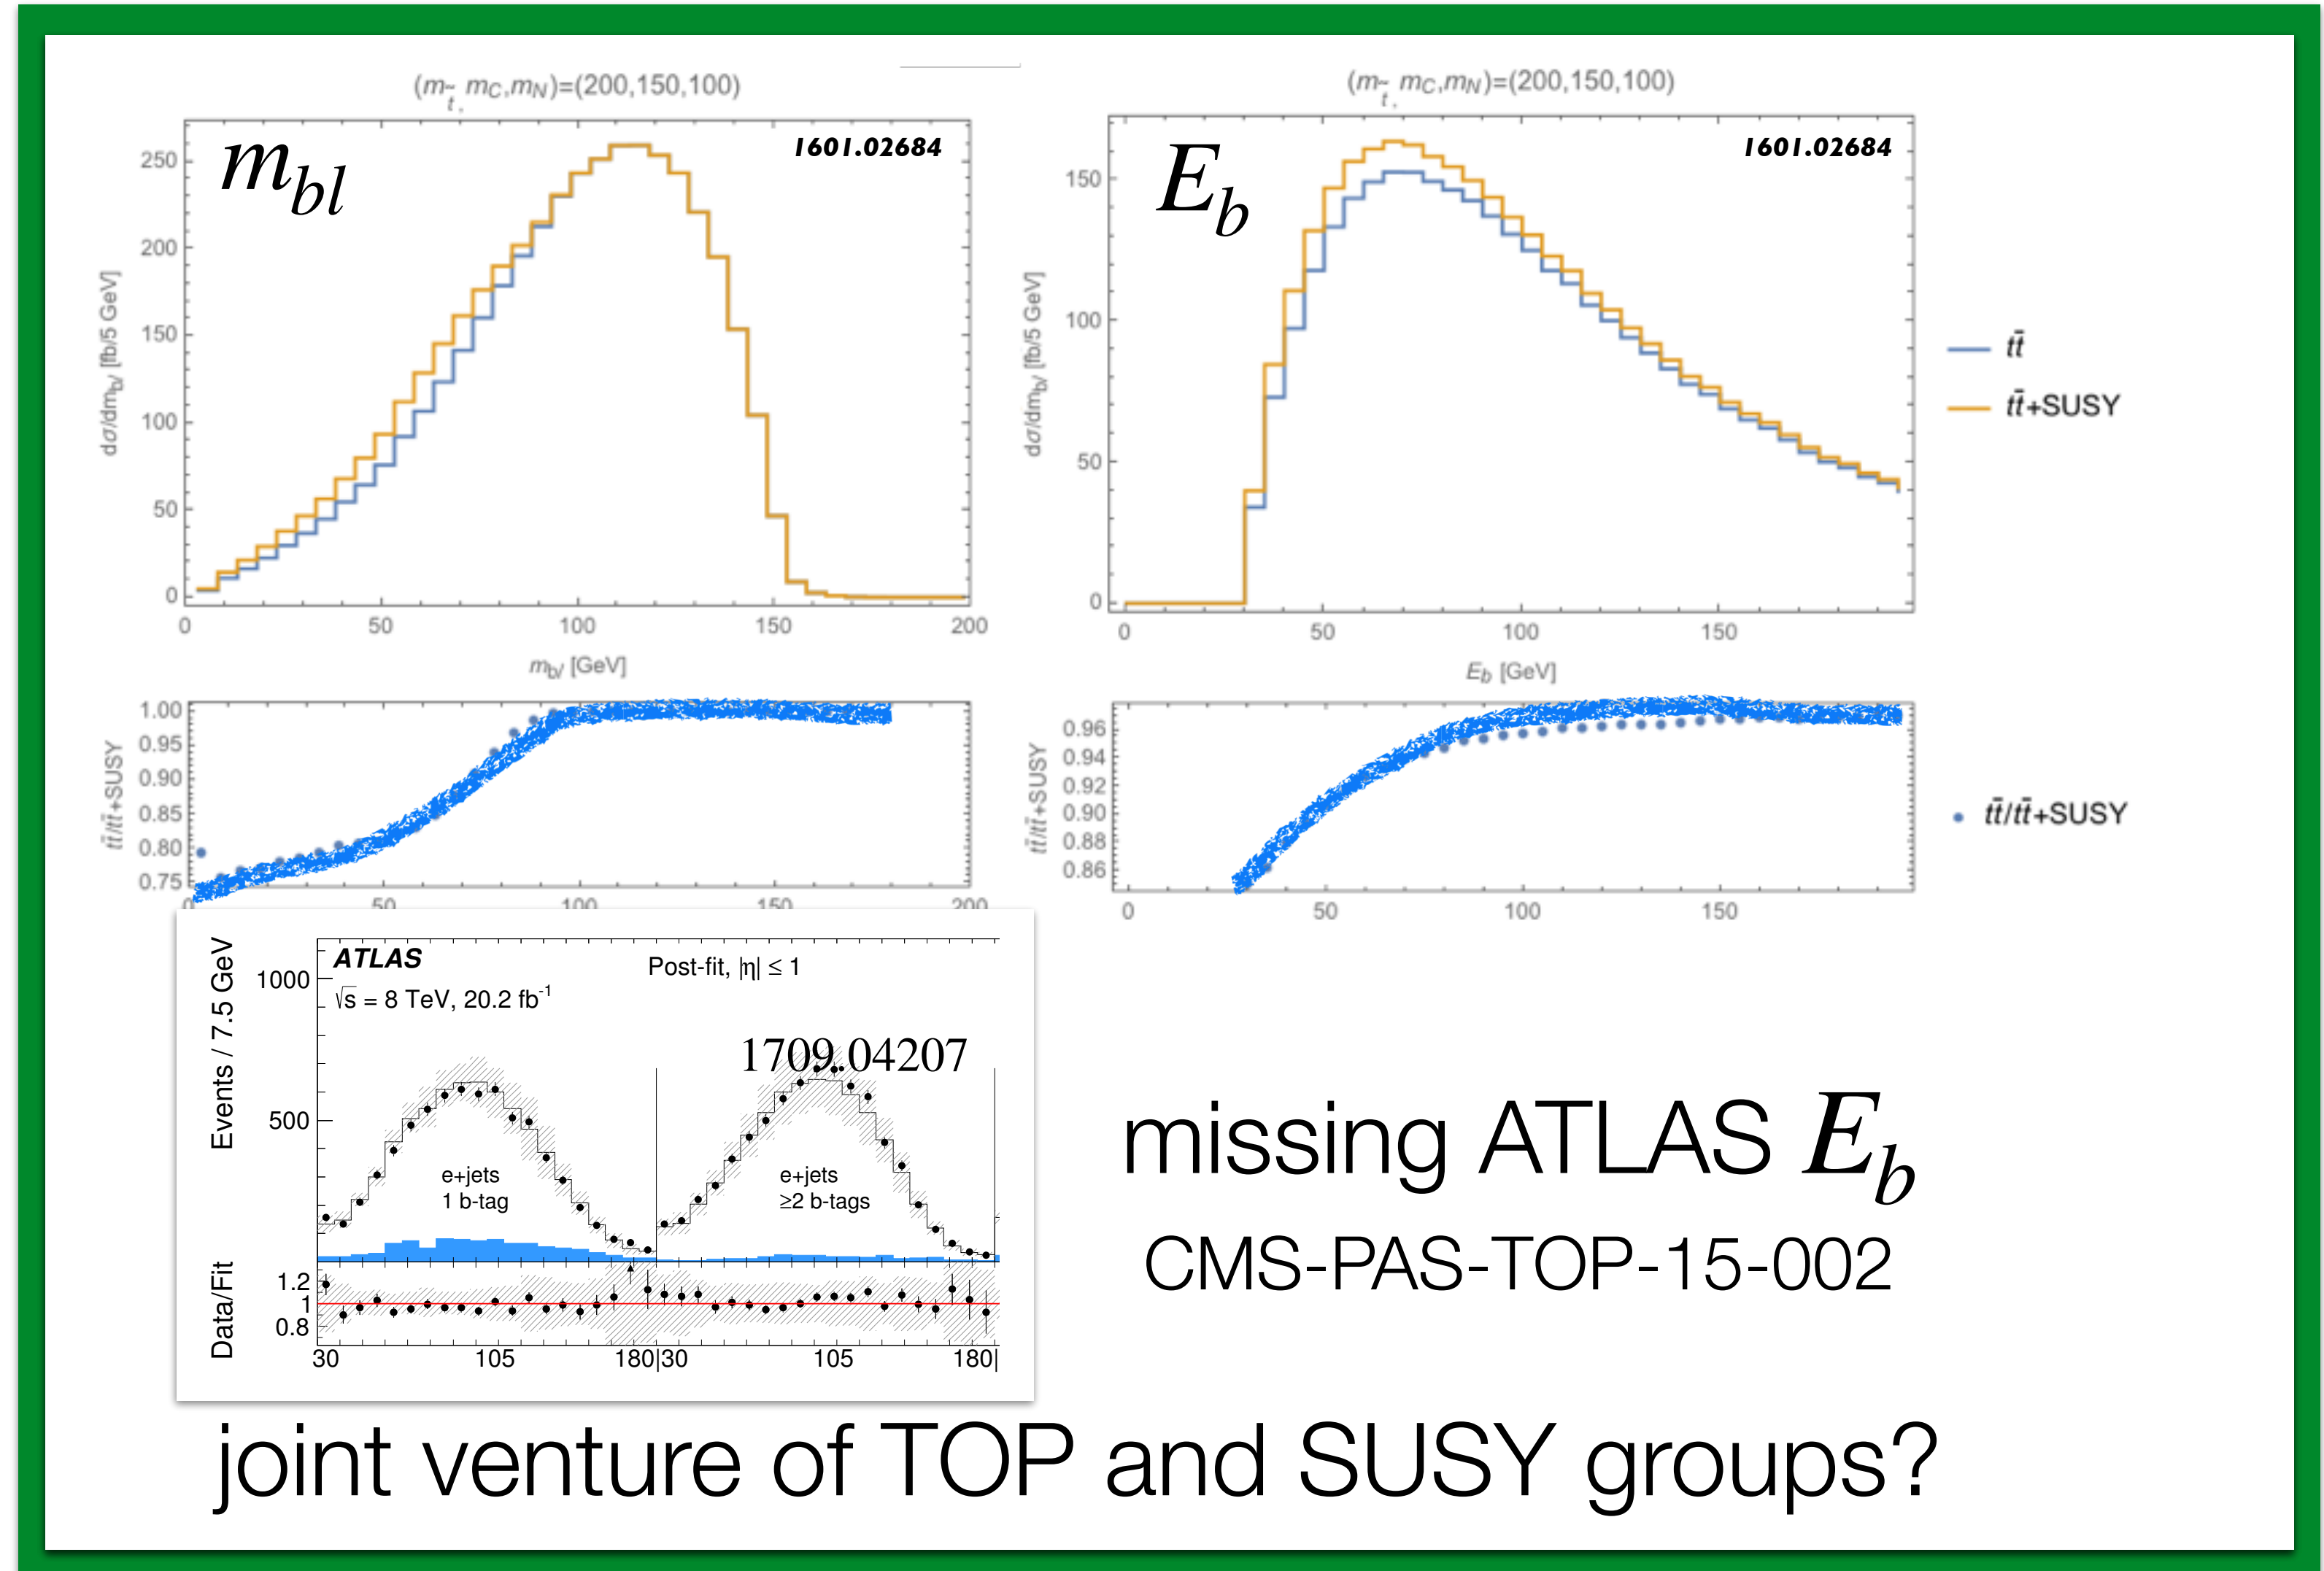 (m_t̃, m_C,m_N)=(200,150,100)
m_bl
1601.02684
250
200
150
100
50
0
dσ/dm_bl [fb/5 GeV]
0 50 100 150 200
m_bl [GeV]
1.00
0.95
0.90
0.85
0.80
0.75
tt̄/tt̄+SUSY
0 50 100 150 200
(m_t̃, m_C,m_N)=(200,150,100)
E_b
1601.02684
150
100
50
0
dσ/dm_bl [fb/5 GeV]
0 50 100 150
E_b [GeV]
tt̄
tt̄+SUSY
0.96
0.94
0.92
0.90
0.88
0.86
tt̄/tt̄+SUSY
0 50 100 150
tt̄/tt̄+SUSY
ATLAS
Post-fit, |η| ≤ 1
√s = 8 TeV, 20.2 fb⁻¹
1709.04207
Events / 7.5 GeV
1000
500
e+jets
1 b-tag
e+jets
≥2 b-tags
Data/Fit
1.2
1
0.8
30 105 180|30 105 180|
missing ATLAS E_b
CMS-PAS-TOP-15-002
joint venture of TOP and SUSY groups?